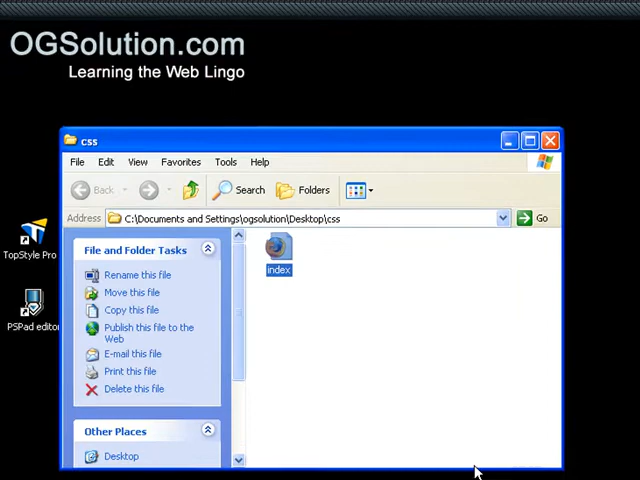 OGSolution.com
Learning the Web Lingo
css
File Edit View Favorites Tools Help
Back Search Folders
Address C:\Documents and Settings\ogsolution\Desktop\css Go
File and Folder Tasks
Rename this file
Move this file
Copy this file
Publish this file to the
Web
E-mail this file
Print this file
Delete this file
Other Places
Desktop
index
TopStyle Pro
PSPad editor